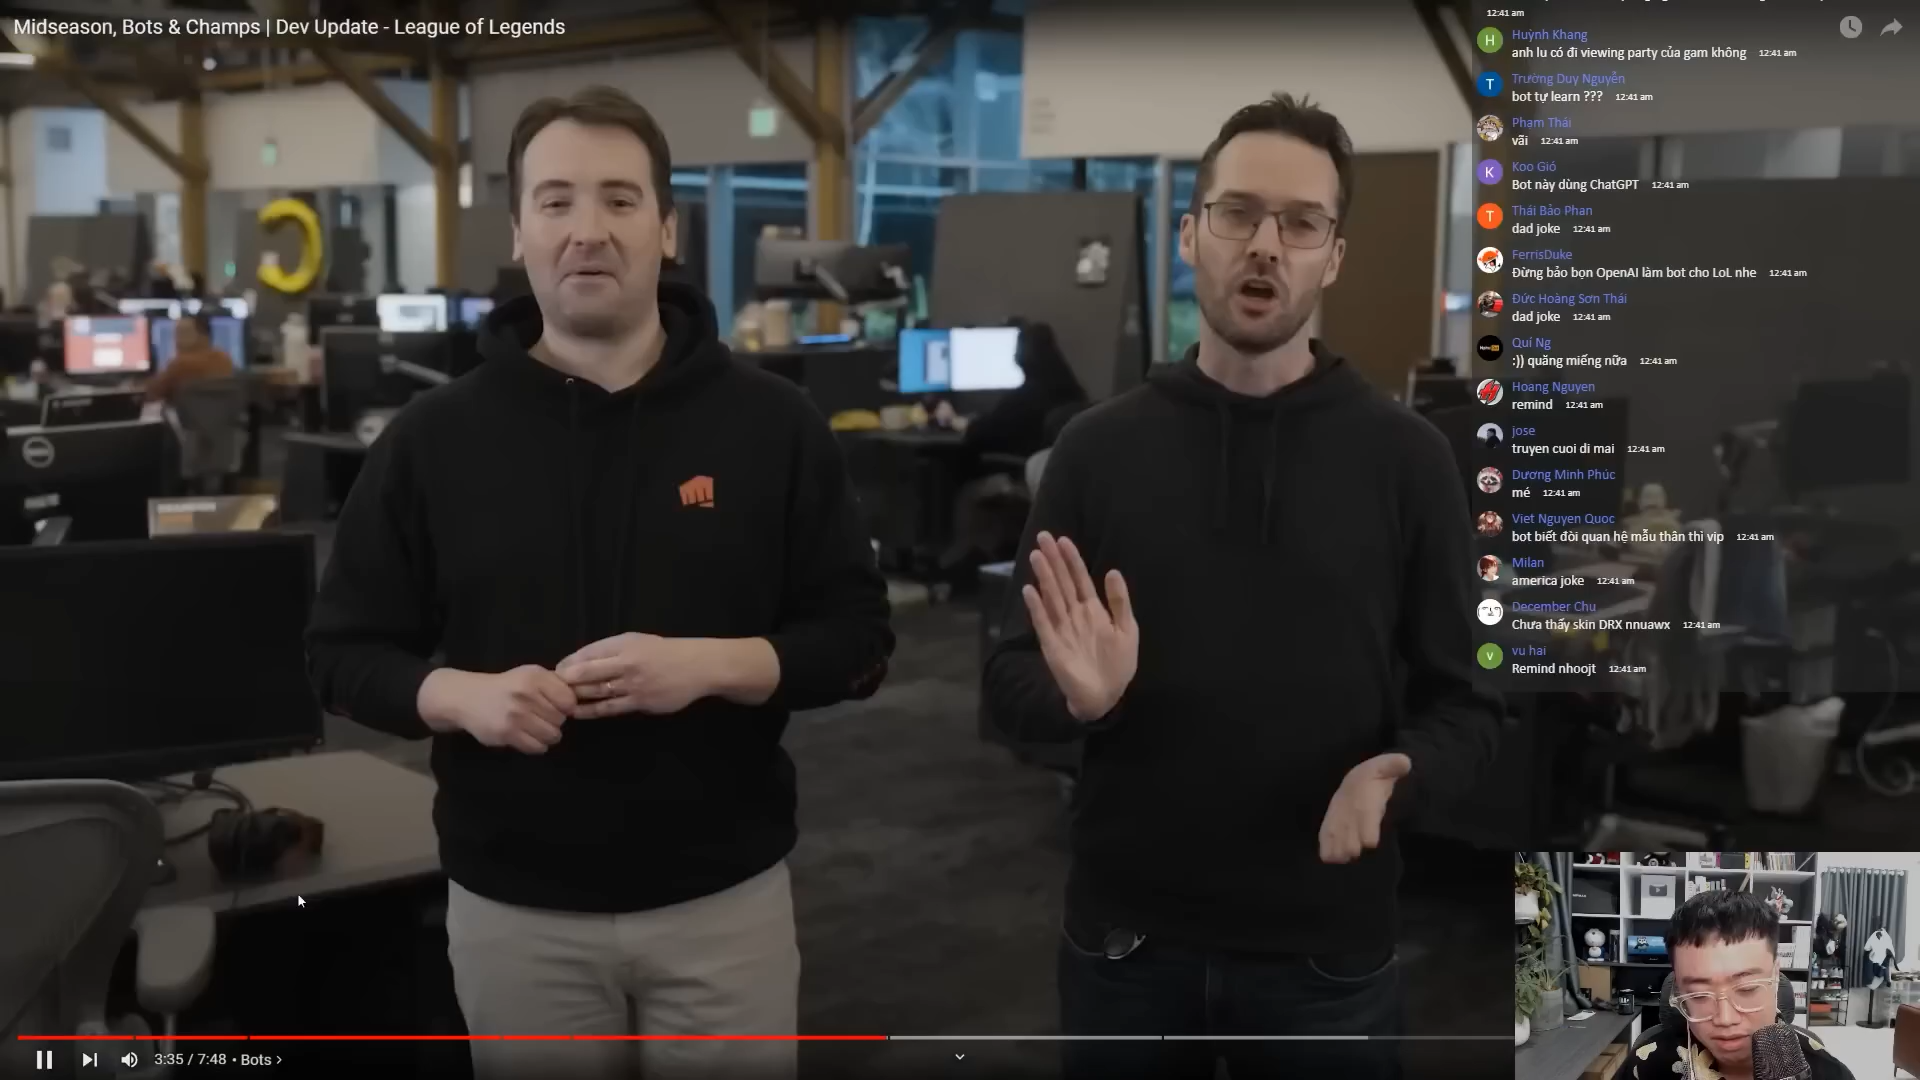 Midseason, Bots & Champs | Dev Update - League of Legends
12:41 am
Huỳnh Khang
anh lu có đi viewing party của gam không 12:41 am
Trường Duy Nguyễn
bot tự learn ??? 12:41 am
Phạm Thái
vãi 12:41 am
Koo Gió
Bot này dùng ChatGPT 12:41 am
Thái Bảo Phan
dad joke 12:41 am
FerrisDuke
Đừng bảo bọn OpenAI làm bot cho LoL nhe 12:41 am
Đức Hoàng Sơn Thái
dad joke 12:41 am
Quí Ng
:)) quăng miếng nữa 12:41 am
Hoang Nguyen
remind 12:41 am
jose
truyen cuoi di mai 12:41 am
Dương Minh Phúc
mé 12:41 am
Viet Nguyen Quoc
bot biết đòi quan hệ mẫu thân thì vip 12:41 am
Milan
america joke 12:41 am
December Chu
Chưa thấy skin DRX nnuawx 12:41 am
vu hai
Remind nhoojt 12:41 am
3:35 / 7:48 • Bots ›